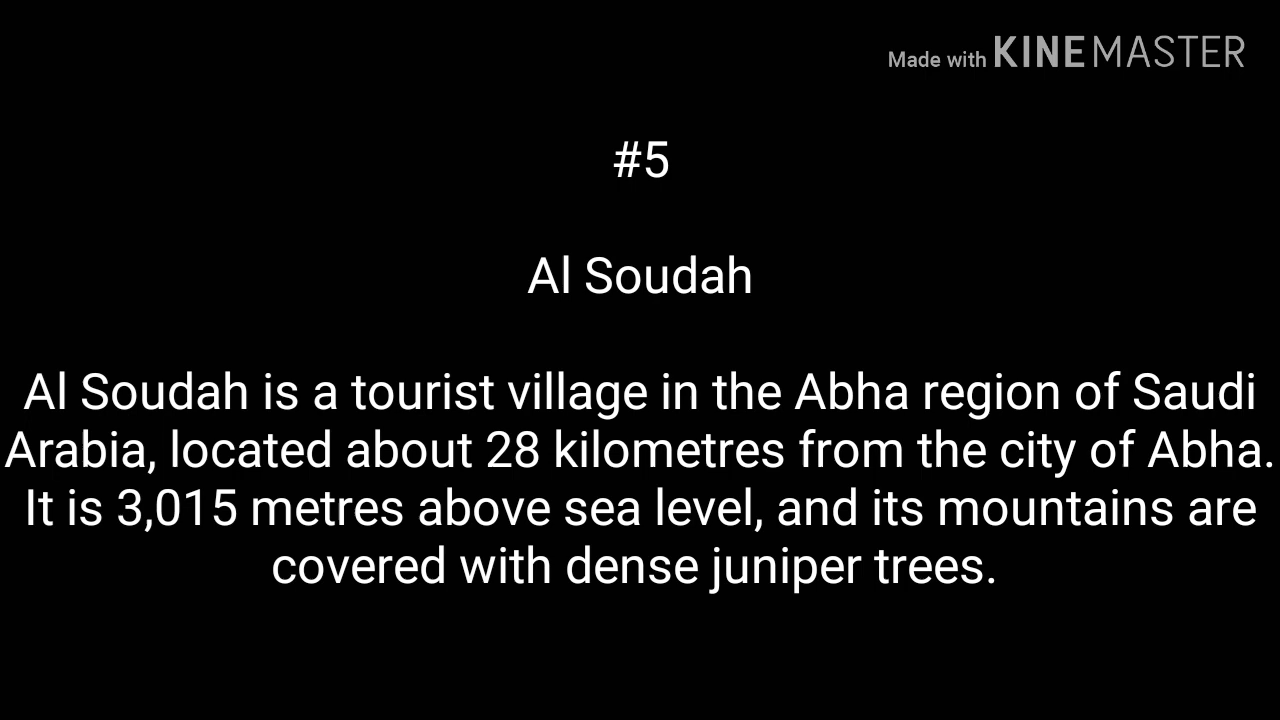 Made with KINEMASTER
#5
Al Soudah
Al Soudah is a tourist village in the Abha region of Saudi
Arabia, located about 28 kilometres from the city of Abha.
It is 3,015 metres above sea level, and its mountains are
covered with dense juniper trees.